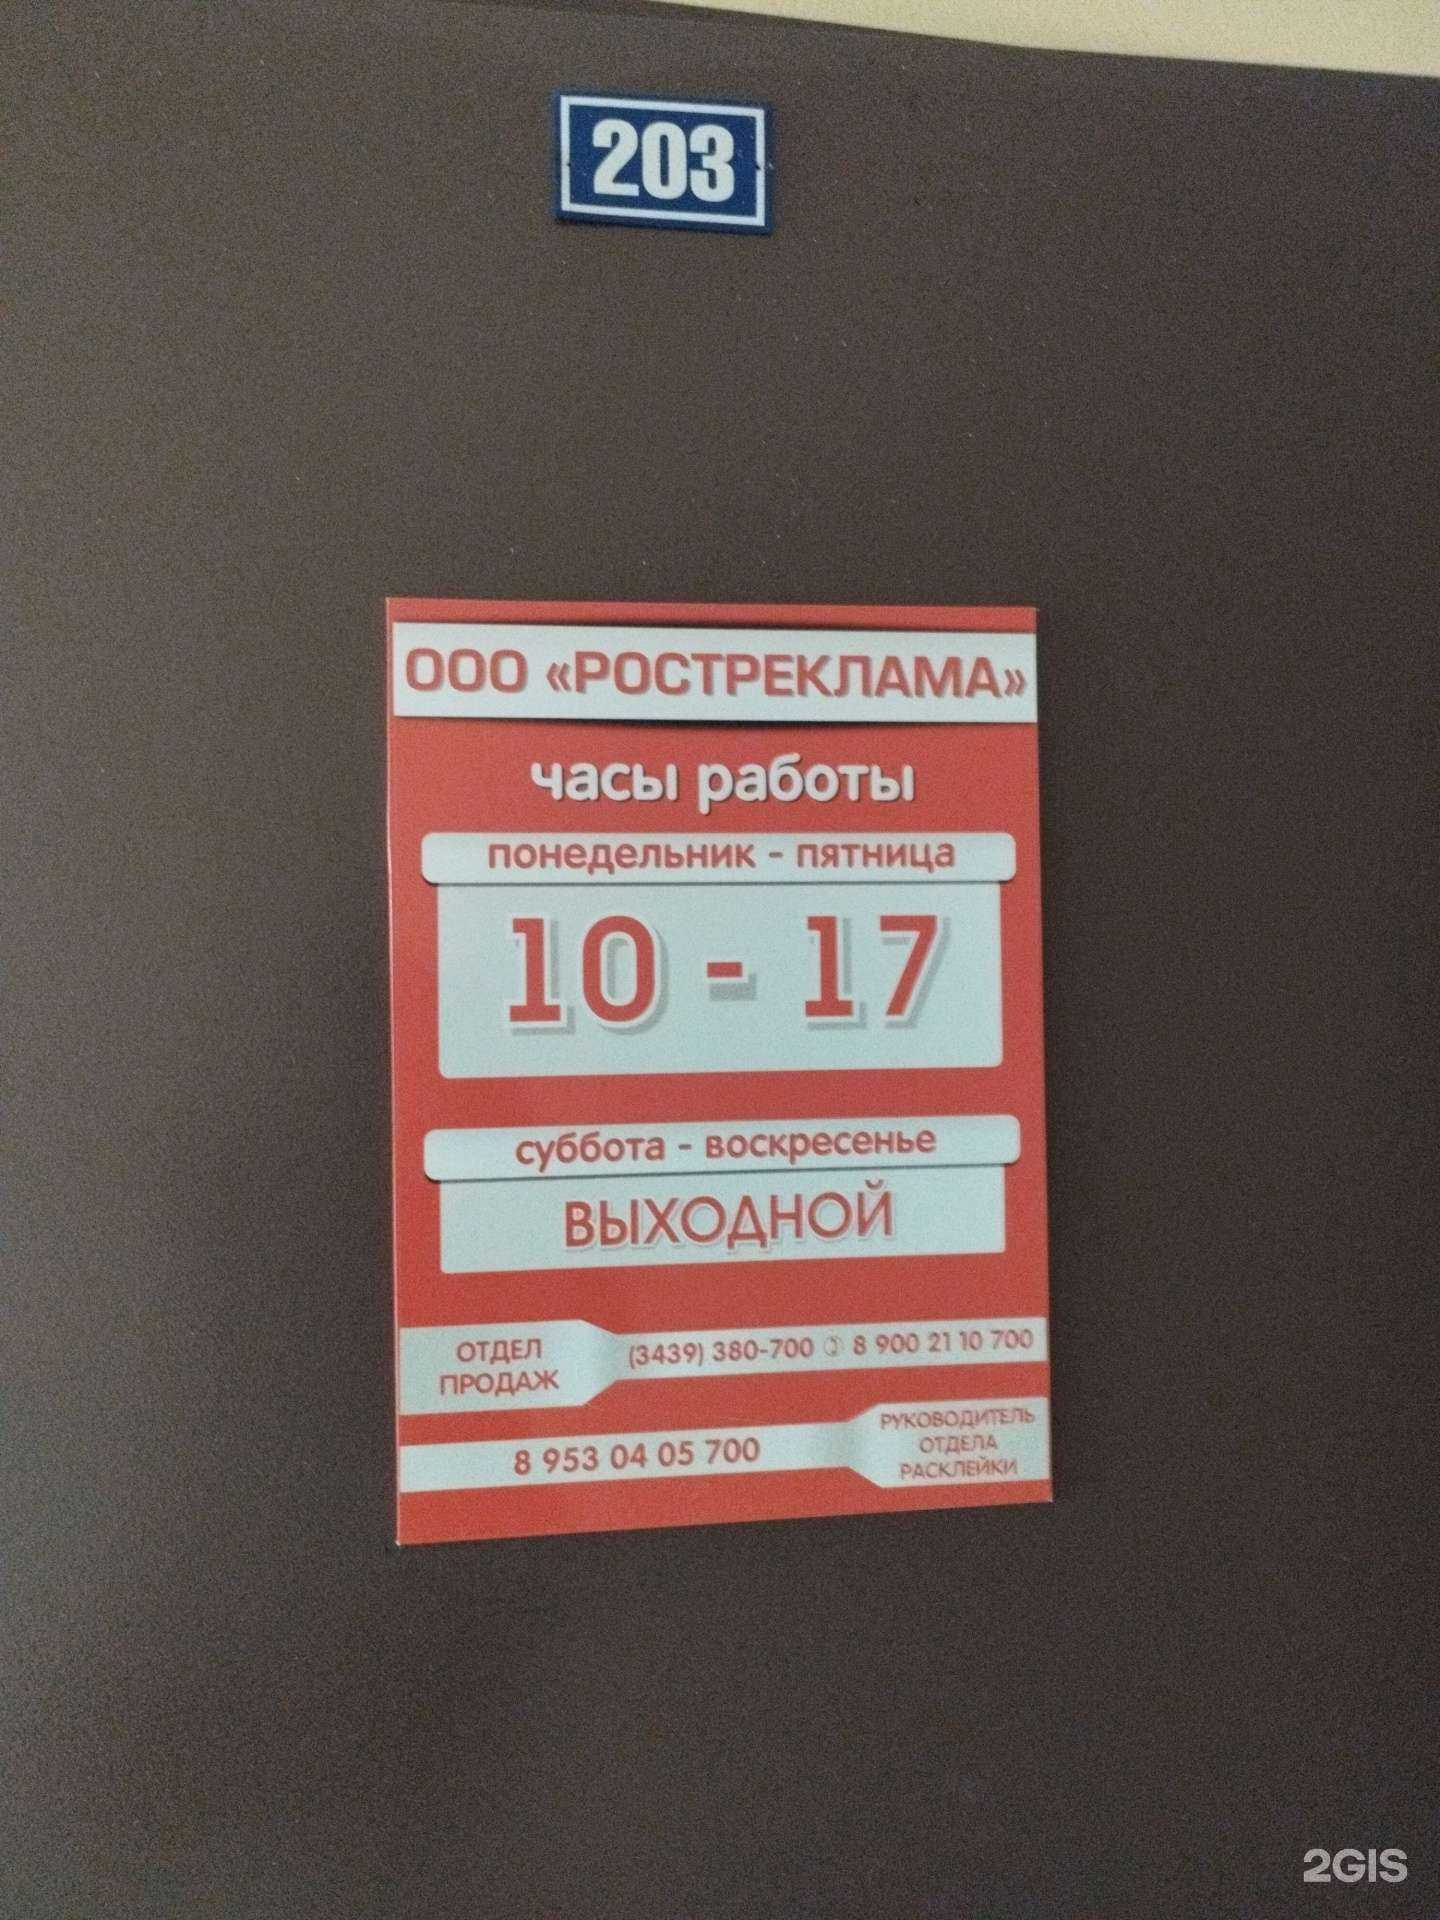 203
ООО «РОСТРЕКЛАМА»
часы работы
понедельник - пятница
10 - 17
суббота - воскресенье
ВЫХОДНОЙ
ОТДЕЛ
ПРОДАЖ
(3439) 380-700 8 900 21 10 700
8 953 04 05 700
РУКОВОДИТЕЛЬ
ОТДЕЛА
РАСКЛЕЙКИ
2GIS